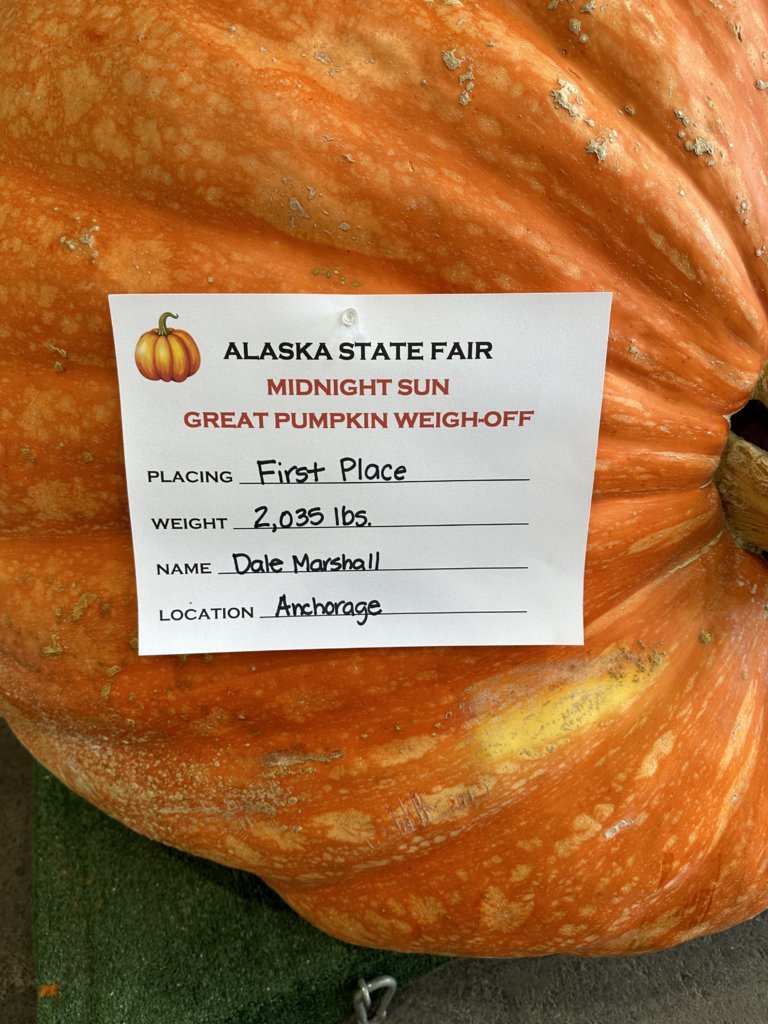 ALASKA STATE FAIR
MIDNIGHT SUN
GREAT PUMPKIN WEIGH-OFF
PLACING First Place
WEIGHT 2,035 lbs.
NAME Dale Marshall
LOCATION Anchorage